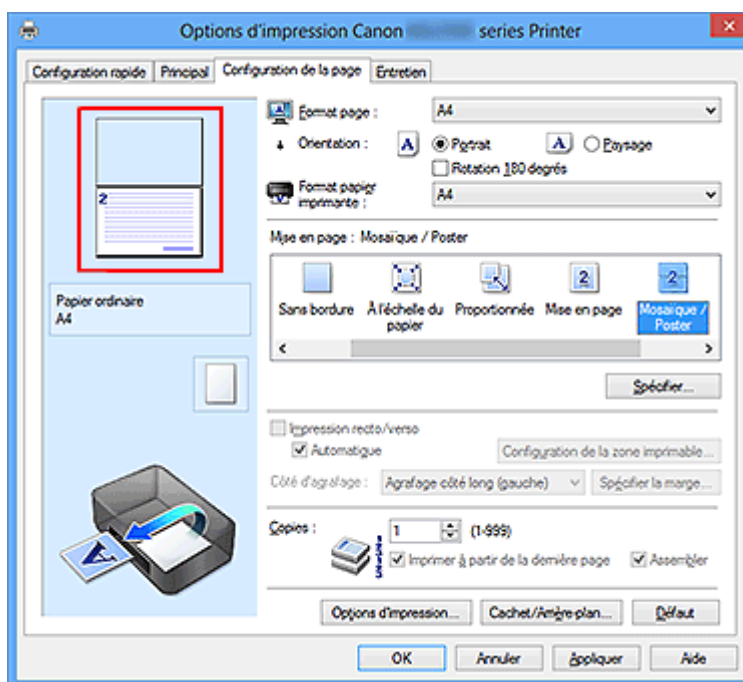 Options d'impression Canon series Printer
Configuration rapide Principal Configuration de la page Entretien
Format page : A4
Orientation : A Portrait A Paysage
Rotation 180 degrés
Format papier imprimante : A4
2
Mise en page : Mosaïque / Poster
2 2
Sans bordure À l'échelle du papier Proportionnée Mise en page Mosaïque / Poster
Papier ordinaire
A4
Spécifier...
Impression recto/verso
Automatique Configuration de la zone imprimable...
Côté d'agrafage : Agrafage côté long (gauche) Spécifier la marge...
Copies : 1 (1-999)
Imprimer à partir de la dernière page Assembler
A
Options d'impression... Cachet/Arrière-plan... Défaut
OK Annuler Appliquer Aide